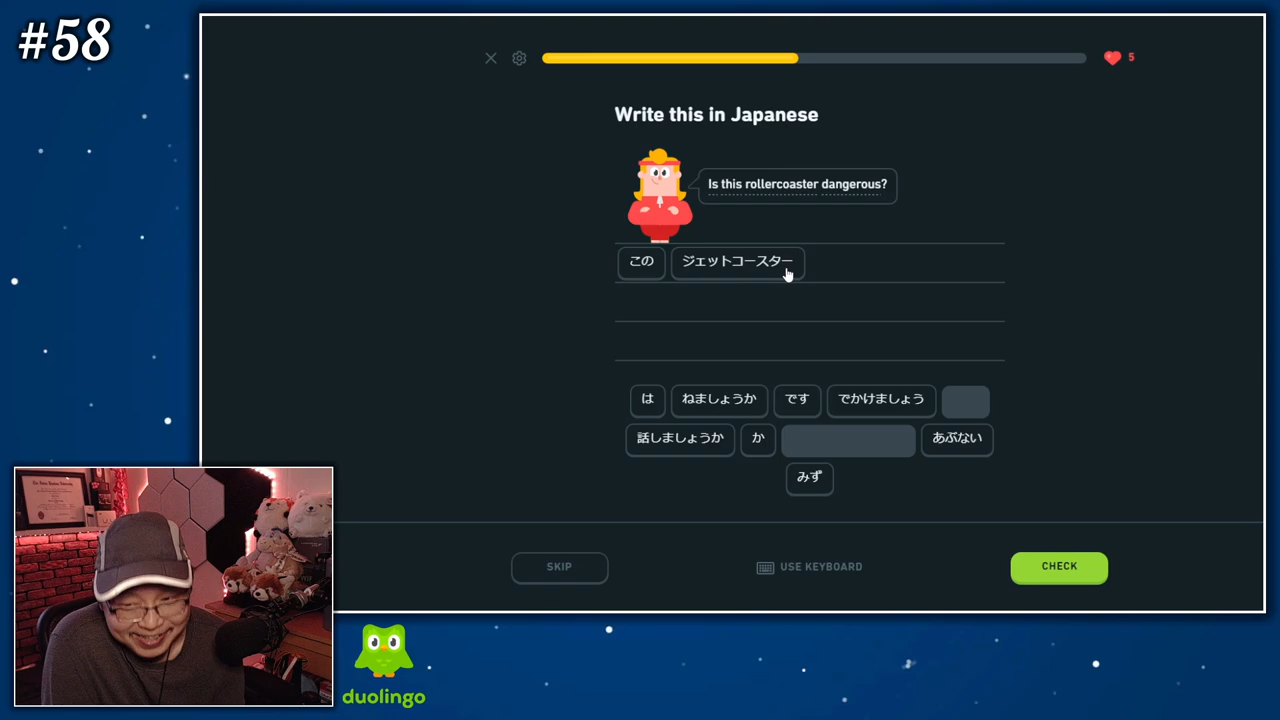 #58
5
Write this in Japanese
Is this rollercoaster dangerous?
この ジェットコースター
は ねましょうか です でかけましょう
話しましょうか か あぶない
みず
SKIP
USE KEYBOARD
CHECK
duolingo